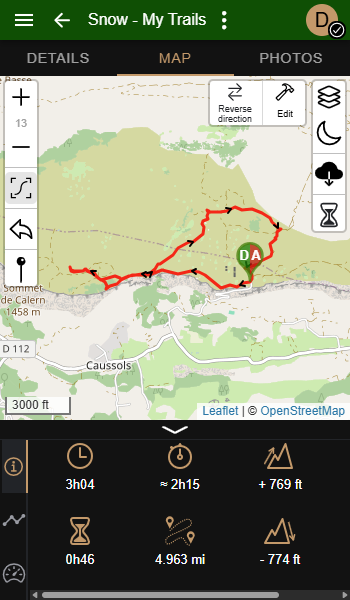 Snow - My Trails
D
DETAILS
MAP
PHOTOS
Reverse
direction
Edit
13
DA
Sommet
de Calern
1458 m
D 112
Caussols
3000 ft
Leaflet | © OpenStreetMap
3h04
≈ 2h15
+ 769 ft
0h46
4.963 mi
- 774 ft